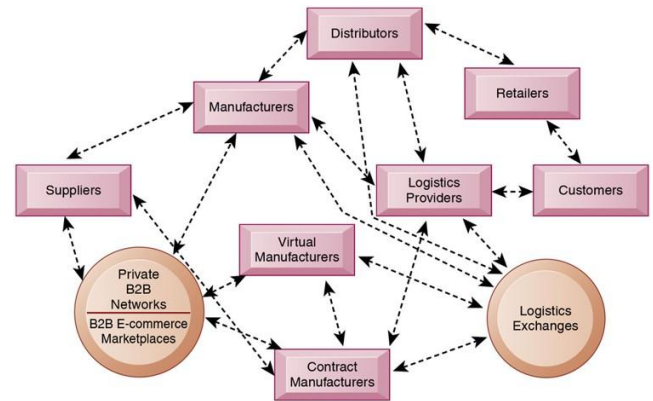 Distributors
Manufacturers
Retailers
Suppliers
Logistics
Providers
Customers
Virtual
Manufacturers
Private
B2B
Networks
B2B E-commerce
Marketplaces
Logistics
Exchanges
Contract
Manufacturers